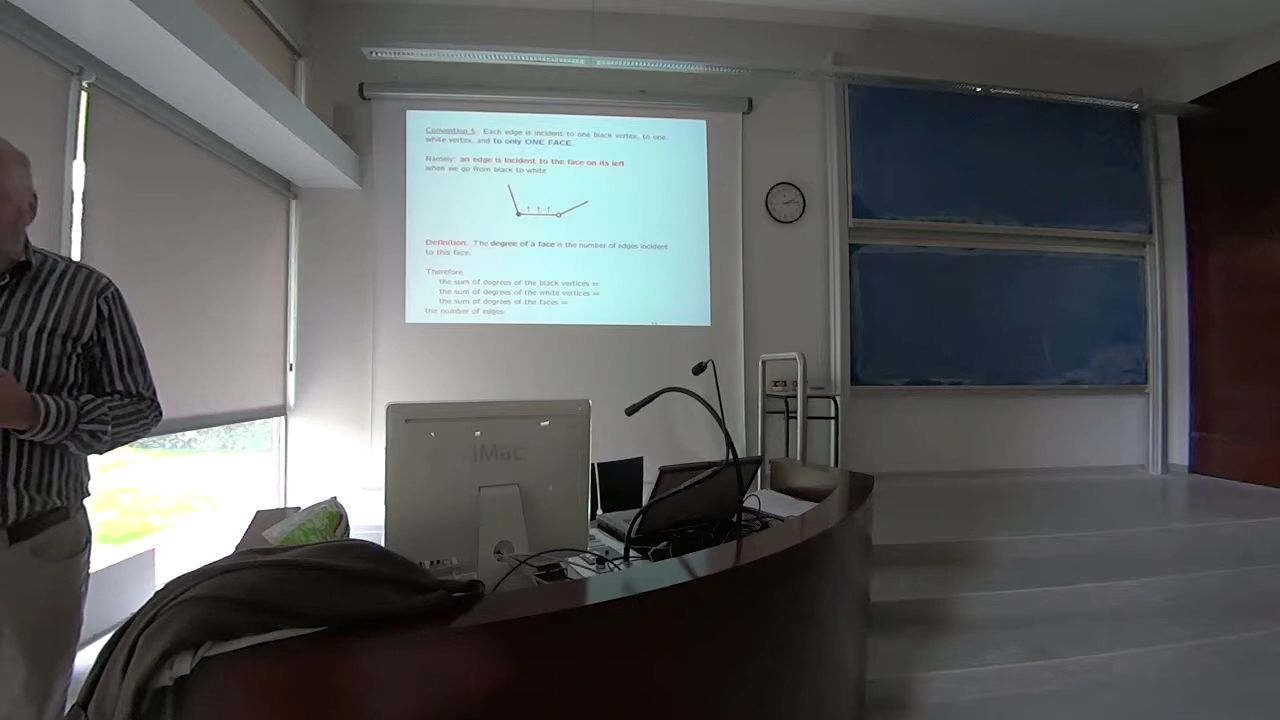 Convention 5. Each edge is incident to one black vertex, to one
white vertex, and to only ONE FACE.
Namely: an edge is incident to the face on its left
when we go from black to white
Definition. The degree of a face is the number of edges incident
to this face.
Therefore,
the sum of degrees of the black vertices =
the sum of degrees of the white vertices =
the sum of degrees of the faces =
the number of edges.
iMac